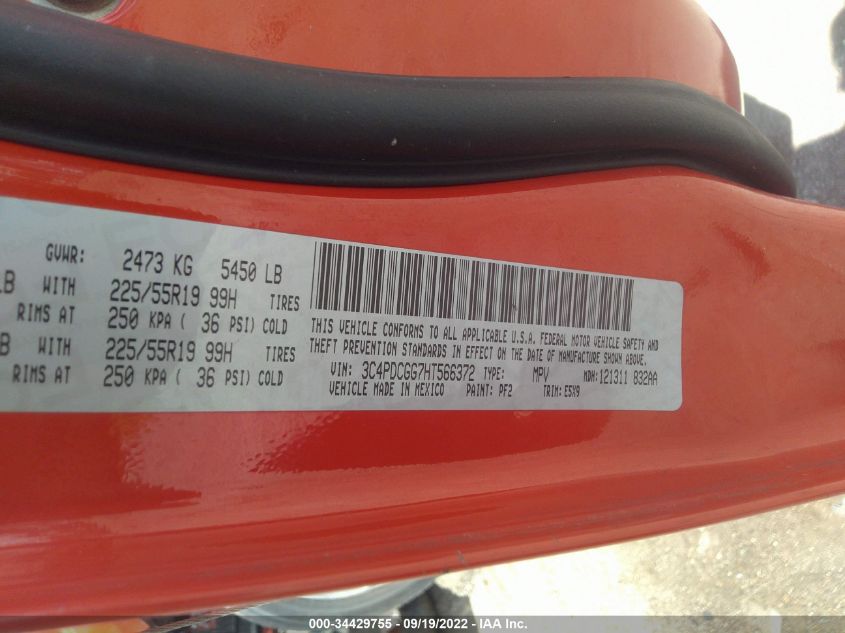 GVWR: 2473 KG 5450 LB
LB WITH 225/55R19 99H TIRES
RIMS AT 250 KPA ( 36 PSI) COLD
B WITH 225/55R19 99H TIRES
RIMS AT 250 KPA ( 36 PSI) COLD
THIS VEHICLE CONFORMS TO ALL APPLICABLE U.S.A. FEDERAL MOTOR VEHICLE SAFETY AND
THEFT PREVENTION STANDARDS IN EFFECT ON THE DATE OF MANUFACTURE SHOWN ABOVE.
VIN: 3C4PDCGG7HT566372 TYPE: MPV MDH: 121311 832AA
VEHICLE MADE IN MEXICO PAINT: PF2 TRIM: E5X9
000-34429755 - 09/19/2022 - IAA Inc.